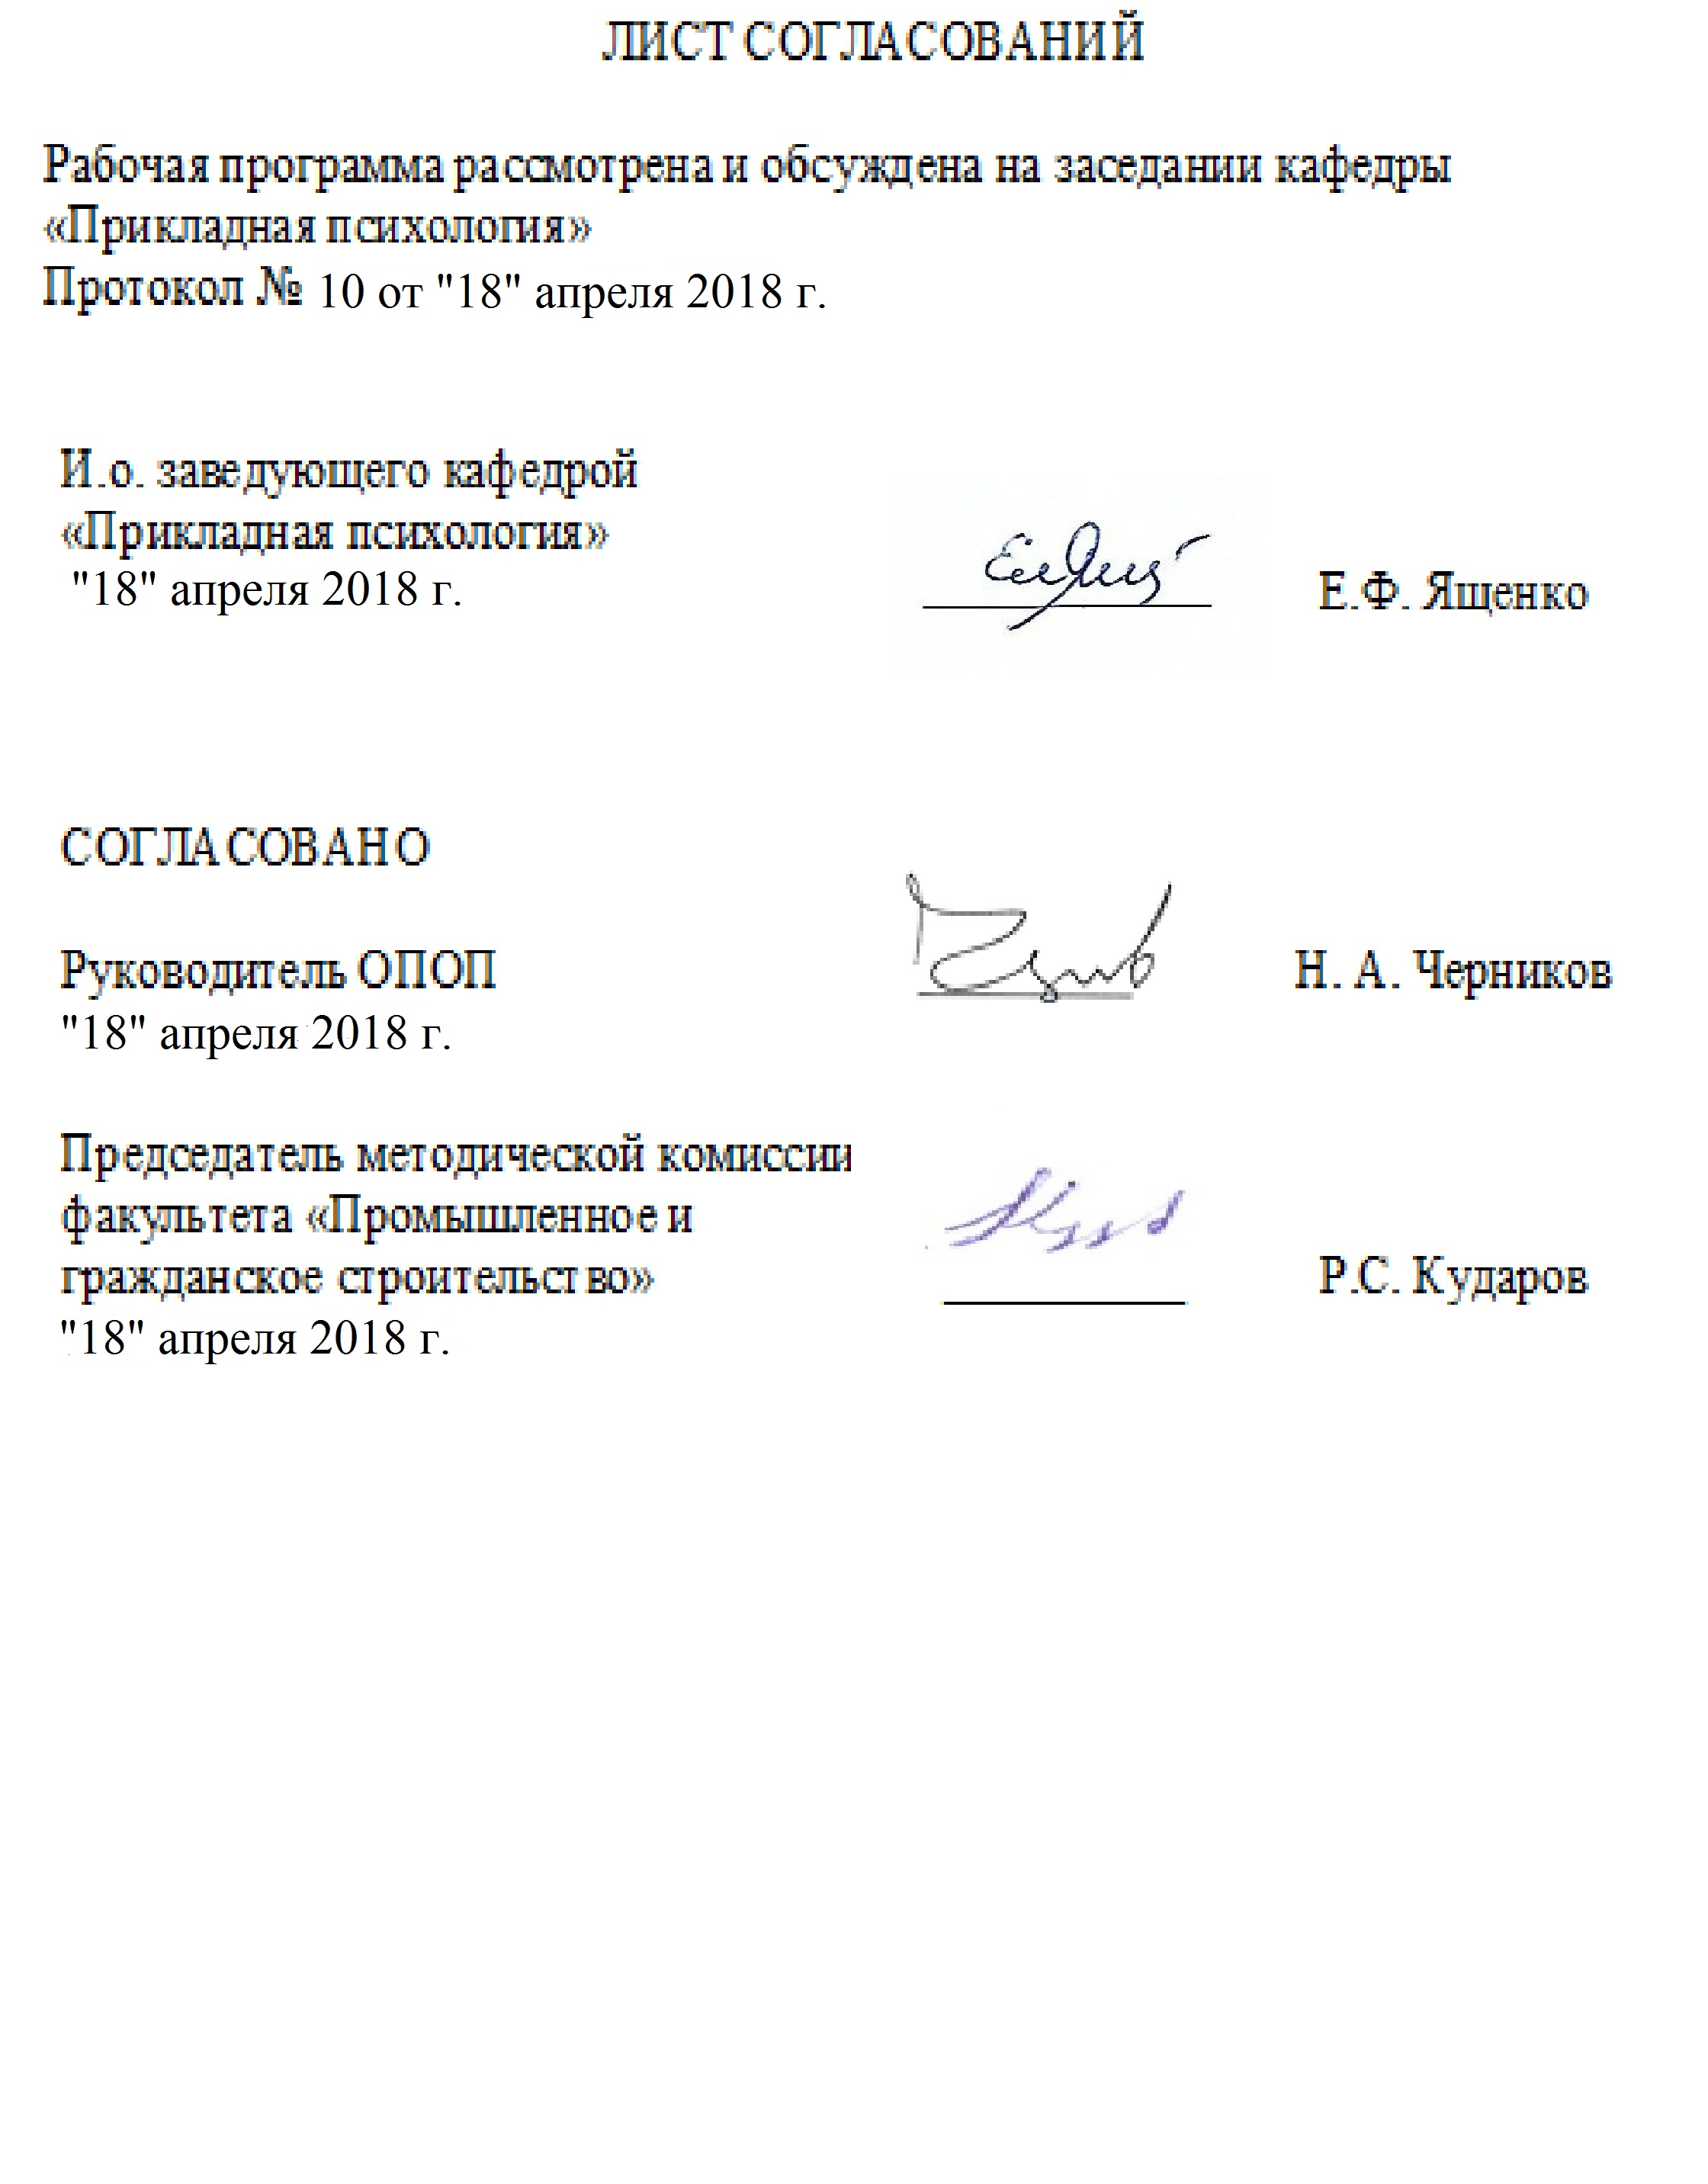 ЛИСТ СОГЛАСОВАНИЙ
Рабочая программа рассмотрена и обсуждена на заседании кафедры
«Прикладная психология»
Протокол № 10 от "18" апреля 2018 г.
И.о. заведующего кафедрой
«Прикладная психология»
"18" апреля 2018 г.
Е.Ф. Ященко
СОГЛАСОВАНО
Руководитель ОПОП
Н. А. Черников
"18" апреля 2018 г.
Председатель методической комиссии
факультета «Промышленное и
гражданское строительство»
Р.С. Кударов
"18" апреля 2018 г.